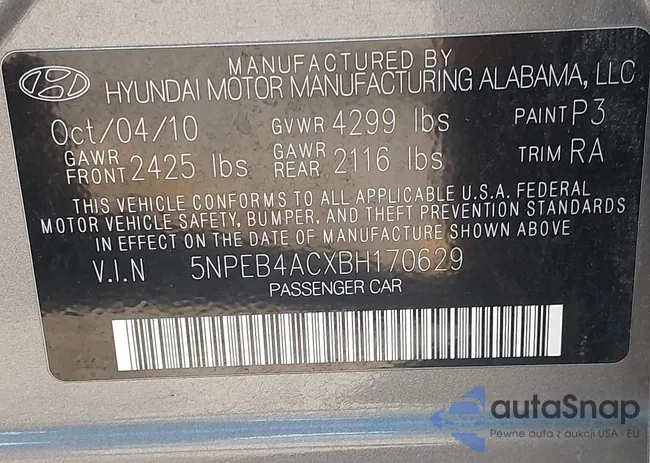 MANUFACTURED BY
HYUNDAI MOTOR MANUFACTURING ALABAMA, LLC
Oct/04/10 GVWR 4299 lbs PAINT P3
GAWR FRONT 2425 lbs GAWR REAR 2116 lbs TRIM RA
THIS VEHICLE CONFORMS TO ALL APPLICABLE U.S.A. FEDERAL
MOTOR VEHICLE SAFETY, BUMPER, AND THEFT PREVENTION STANDARDS
IN EFFECT ON THE DATE OF MANUFACTURE SHOWN ABOVE.
V.I.N 5NPEB4ACXBH170629
PASSENGER CAR
autaSnap
Pewne auta z aukcji USA i EU